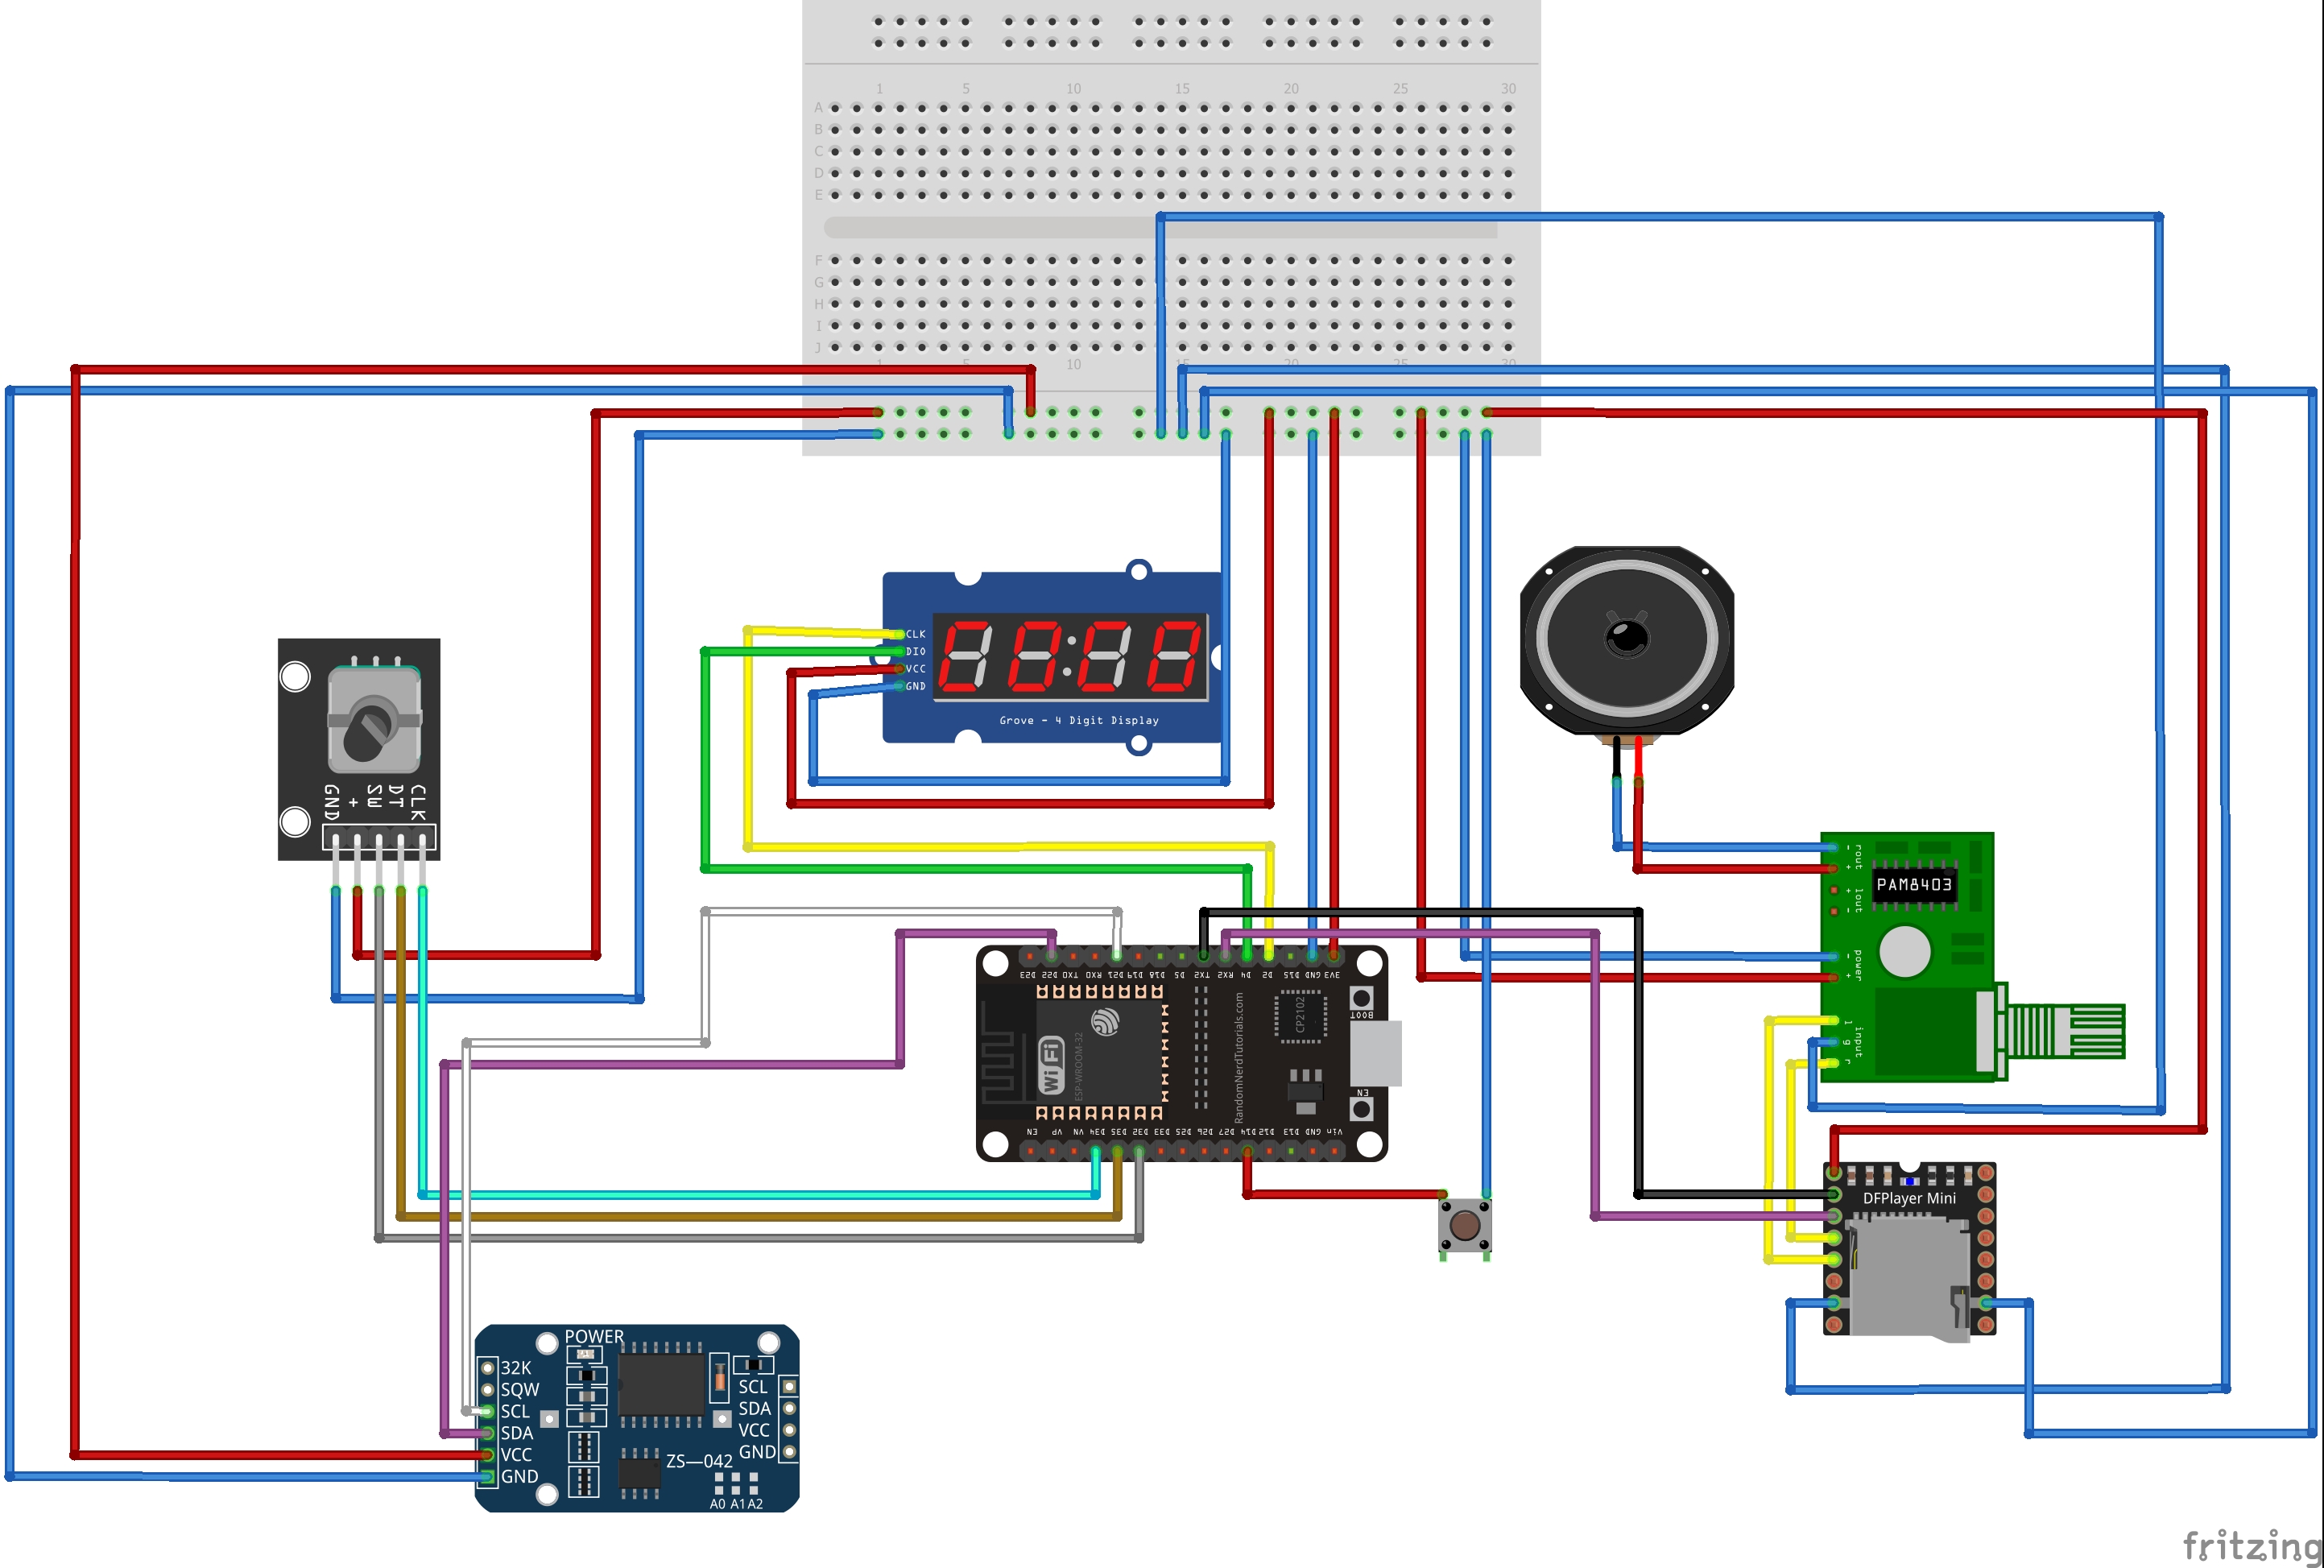 1 5 10 15 20 25 30
A
B
C
D
E
F
G
H
I
J
1 5 10 15 20 25 30
CLK
DIO
VCC
GND
Grove - 4 Digit Display
GND
+
SW
DT
CLK
- rout
+
+ lout
-
PAM8403
- power
+
l
g input
r
D23 D22 TX0 RX0 D21 D19 D18 D5 TX2 RX2 D4 D2 D15 GND 3V3
BOOT
CP2102
WiFi
ESP-WROOM-32
RandomNerdTutorials.com
EN
EN VP VN D34 D35 D32 D33 D25 D26 D27 D14 D12 D13 GND Vin
DFPlayer Mini
POWER
32K
SQW
SCL
SDA
VCC
GND
SCL
SDA
VCC
GND
ZS—042
A0 A1 A2
fritzing